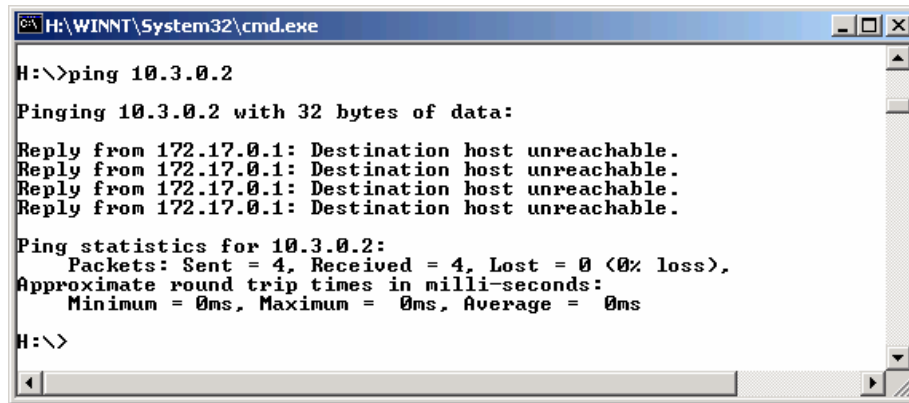 H:\WINNT\System32\cmd.exe
H:\>ping 10.3.0.2
Pinging 10.3.0.2 with 32 bytes of data:
Reply from 172.17.0.1: Destination host unreachable.
Reply from 172.17.0.1: Destination host unreachable.
Reply from 172.17.0.1: Destination host unreachable.
Reply from 172.17.0.1: Destination host unreachable.
Ping statistics for 10.3.0.2:
    Packets: Sent = 4, Received = 4, Lost = 0 (0% loss),
Approximate round trip times in milli-seconds:
    Minimum = 0ms, Maximum =  0ms, Average =  0ms
H:\>